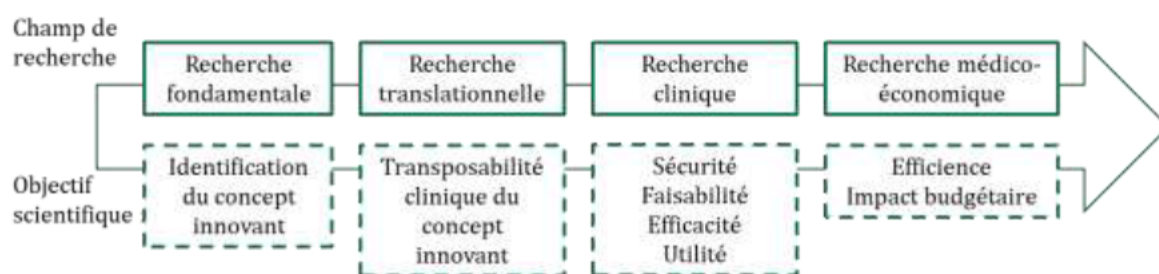 Champ de
recherche
Recherche
fondamentale
Recherche
translationnelle
Recherche
clinique
Recherche médico-
économique
Objectif
scientifique
Identification
du concept
innovant
Transposabilité
clinique du
concept
innovant
Sécurité
Faisabilité
Efficacité
Utilité
Efficience
Impact budgétaire